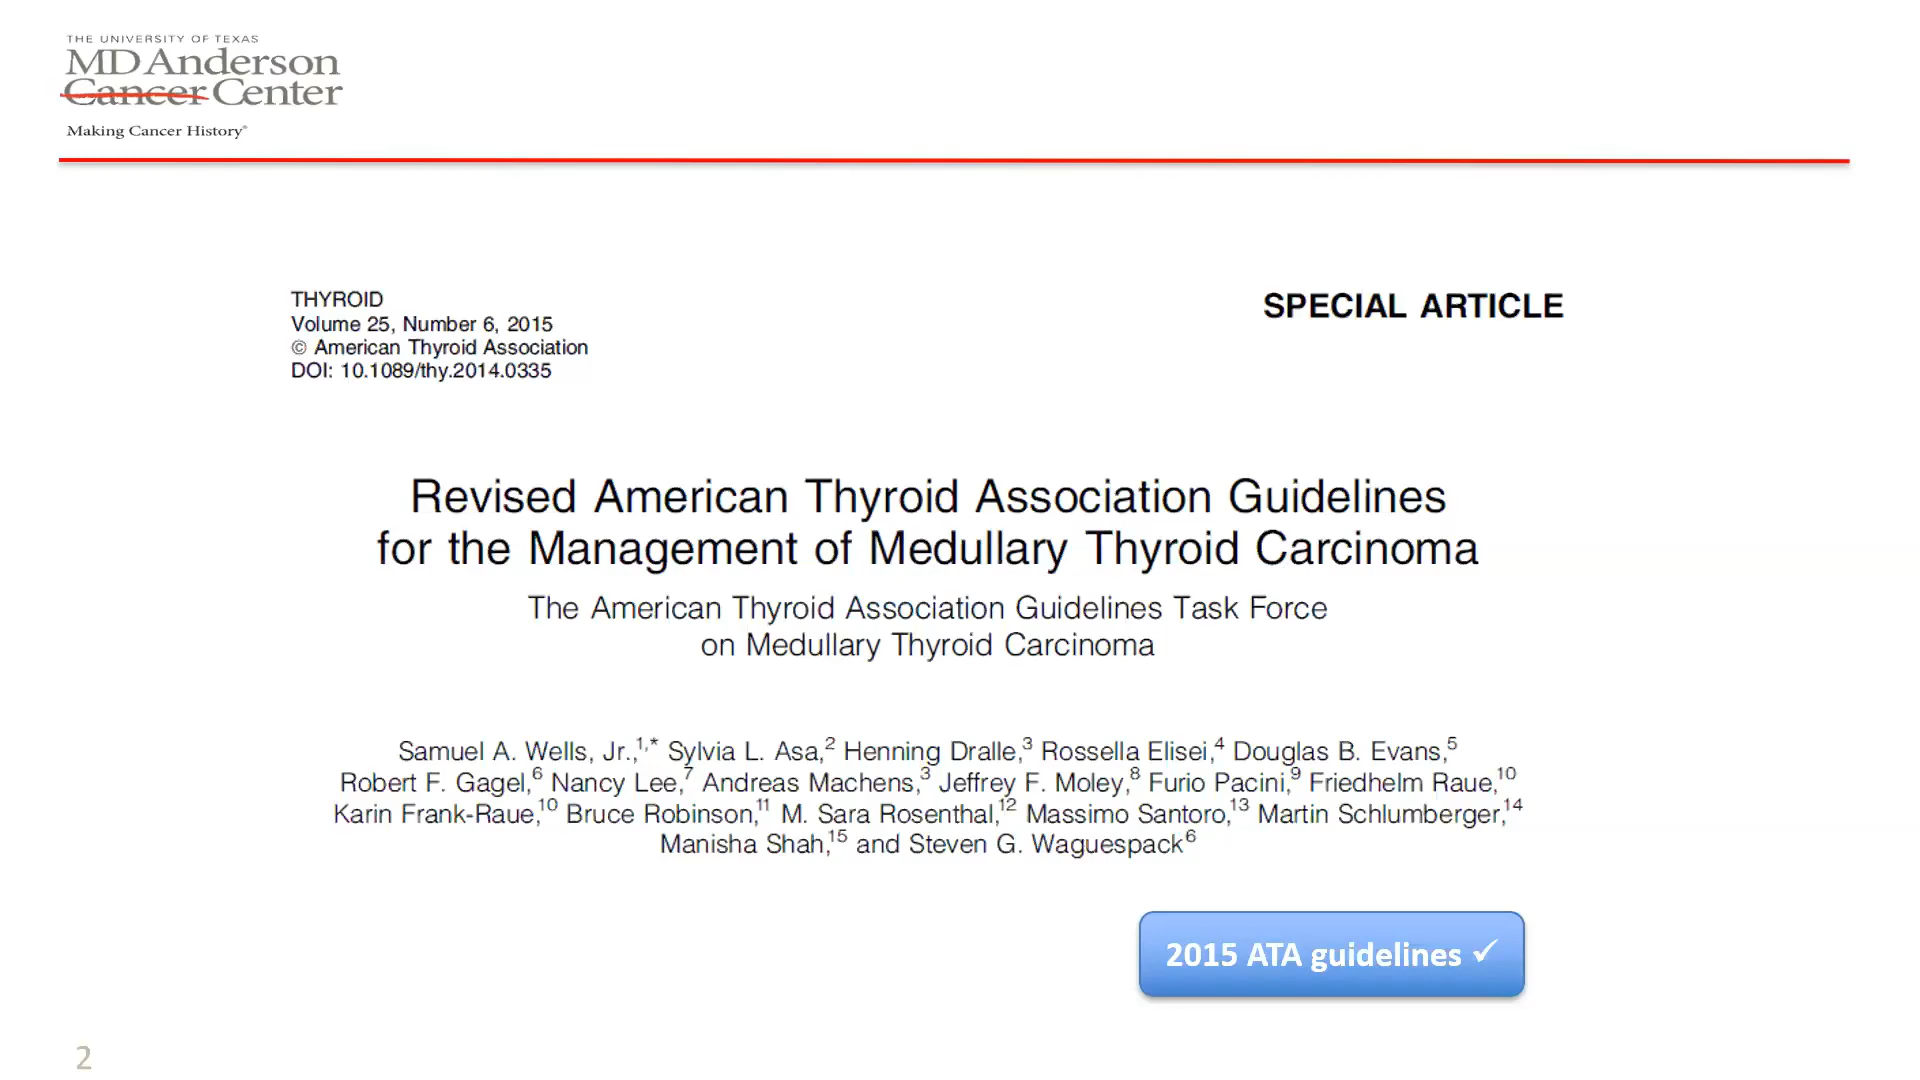 THE UNIVERSITY OF TEXAS
MD Anderson
Cancer Center
Making Cancer History®
THYROID
Volume 25, Number 6, 2015
© American Thyroid Association
DOI: 10.1089/thy.2014.0335
SPECIAL ARTICLE
Revised American Thyroid Association Guidelines
for the Management of Medullary Thyroid Carcinoma
The American Thyroid Association Guidelines Task Force
on Medullary Thyroid Carcinoma
Samuel A. Wells, Jr.,1,* Sylvia L. Asa,2 Henning Dralle,3 Rossella Elisei,4 Douglas B. Evans,5
Robert F. Gagel,6 Nancy Lee,7 Andreas Machens,3 Jeffrey F. Moley,8 Furio Pacini,9 Friedhelm Raue,10
Karin Frank-Raue,10 Bruce Robinson,11 M. Sara Rosenthal,12 Massimo Santoro,13 Martin Schlumberger,14
Manisha Shah,15 and Steven G. Waguespack6
2015 ATA guidelines ✓
2